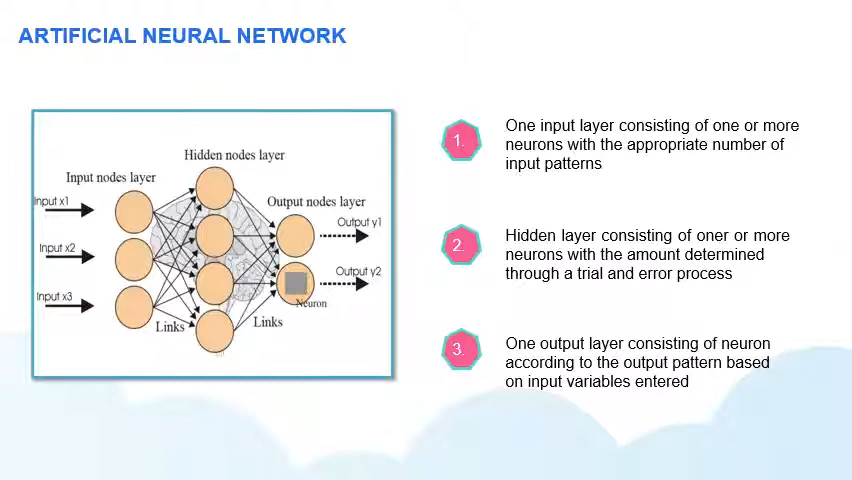 ARTIFICIAL NEURAL NETWORK
Hidden nodes layer
Input nodes layer
Output nodes layer
Input x1
Input x2
Input x3
Output y1
Output y2
Neuron
Links
Links
1.
One input layer consisting of one or more
neurons with the appropriate number of
input patterns
2.
Hidden layer consisting of oner or more
neurons with the amount determined
through a trial and error process
3.
One output layer consisting of neuron
according to the output pattern based
on input variables entered